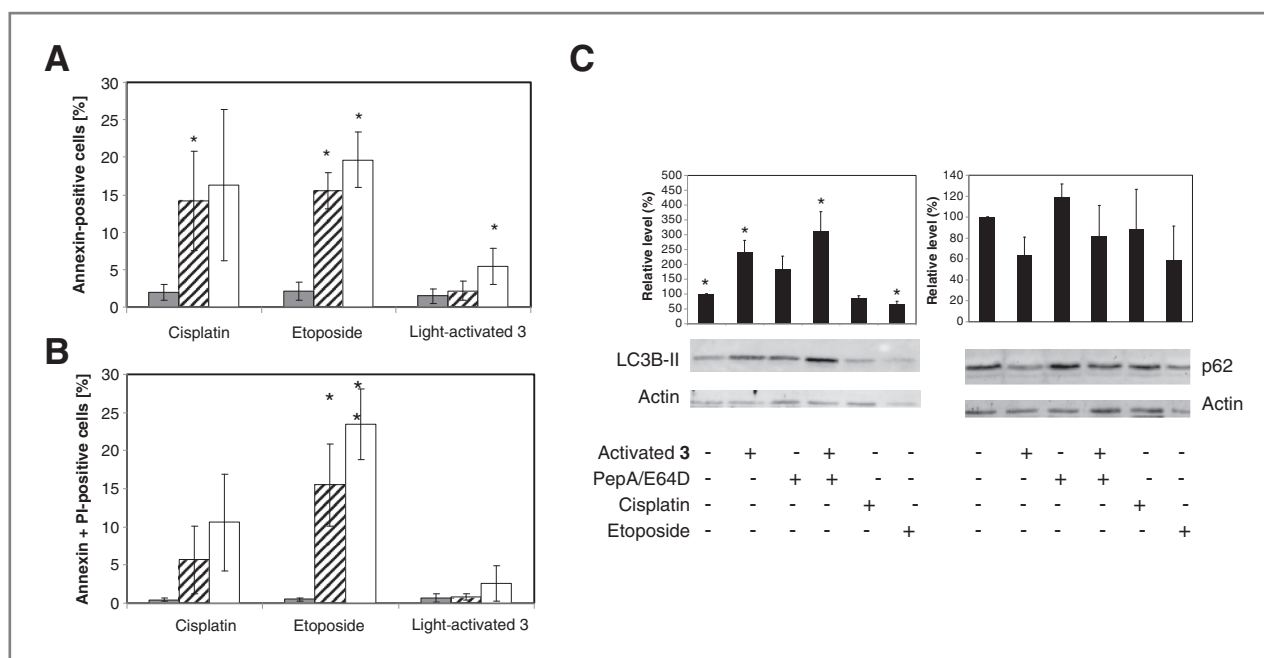 A
Annexin-positive cells [%]
30
25
20
15
10
5
0
* * * *
Cisplatin Etoposide Light-activated 3
B
Annexin + PI-positive cells [%]
30
25
20
15
10
5
0
* * *
Cisplatin Etoposide Light-activated 3
C
Relative level (%)
500
450
400
350
300
250
200
150
100
50
0
* * * *
Relative level (%)
140
120
100
80
60
40
20
0
LC3B-II
Actin
p62
Actin
Activated 3 - + - + - - - + - + - -
PepA/E64D - - + + - - - - + + - -
Cisplatin - - - - + - - - - - + -
Etoposide - - - - - + - - - - - +